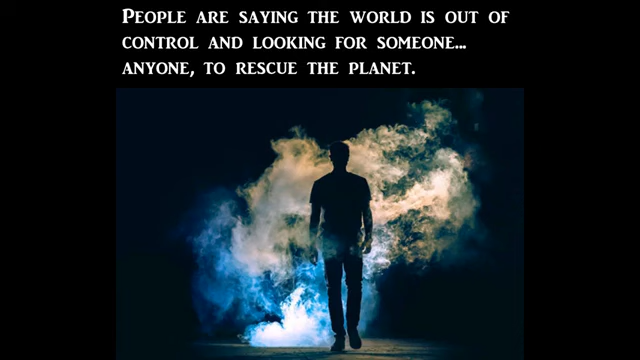 People are saying the world is out of
control and looking for someone...
anyone, to rescue the planet.